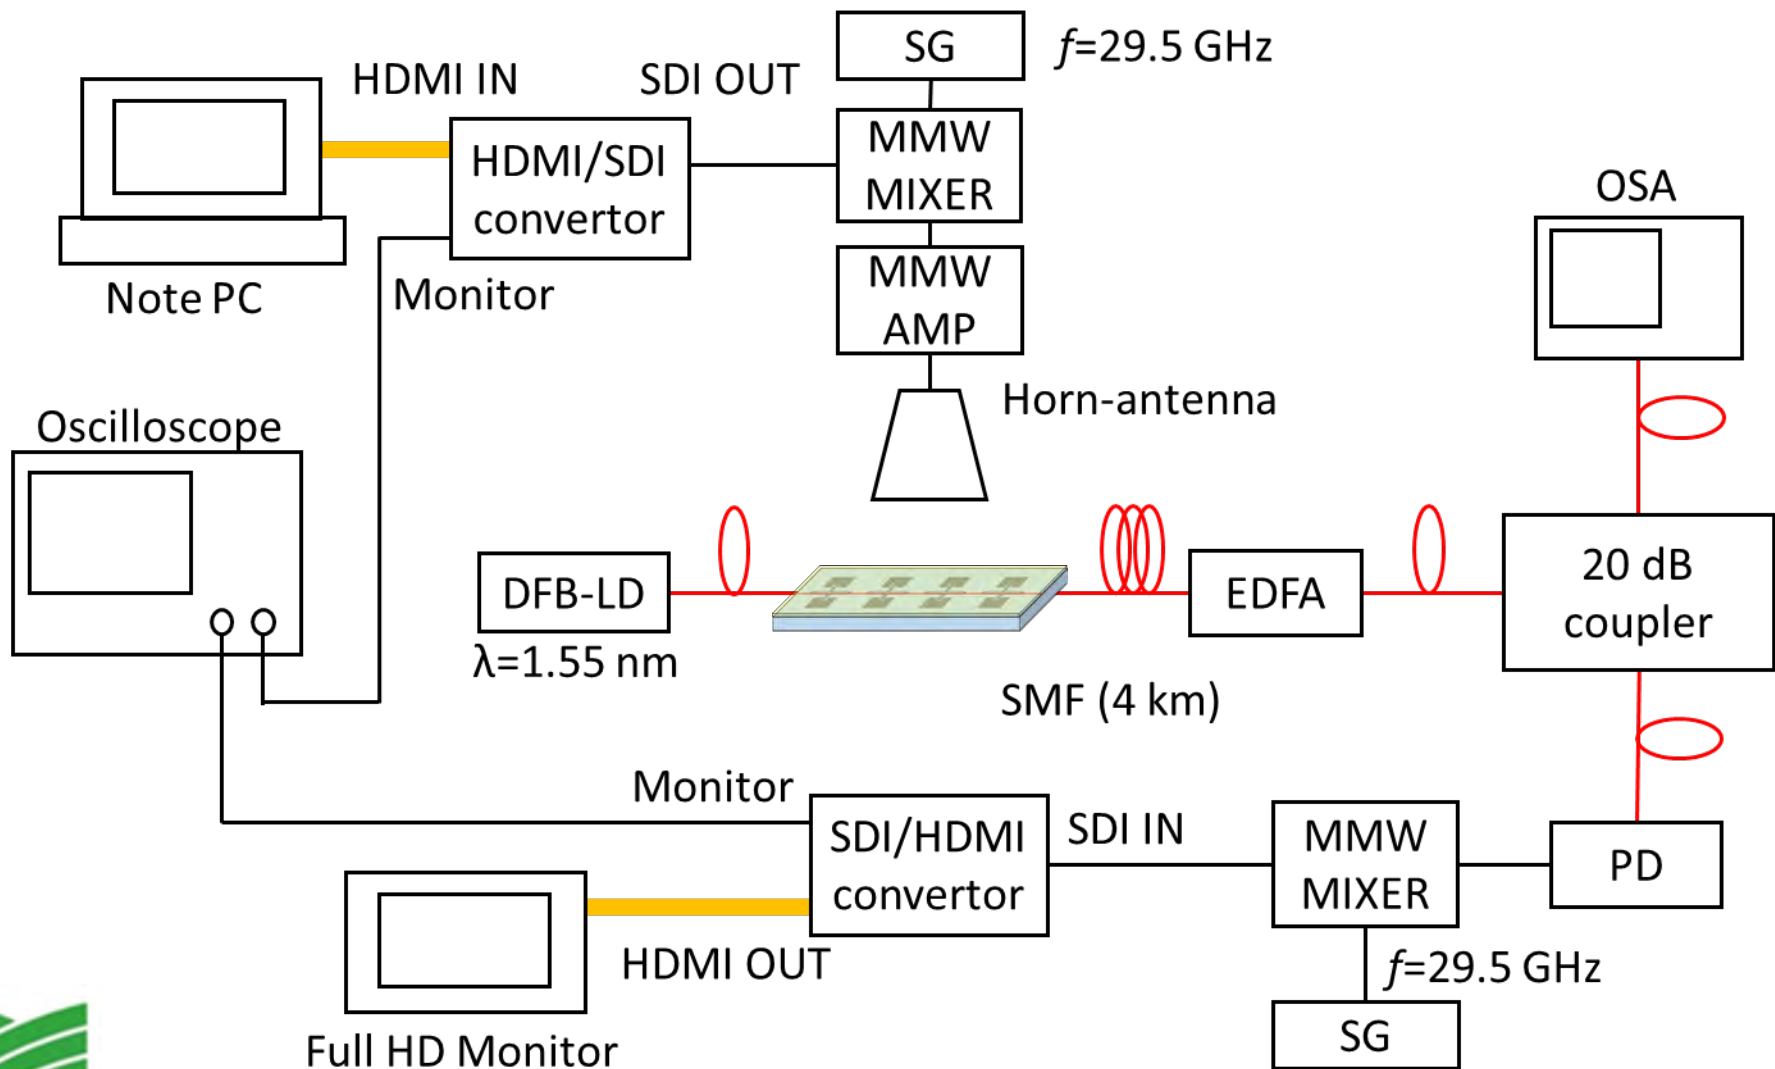 SG
f=29.5 GHz
HDMI IN
SDI OUT
HDMI/SDI
convertor
MMW
MIXER
OSA
Note PC
Monitor
MMW
AMP
Horn-antenna
Oscilloscope
DFB-LD
λ=1.55 nm
EDFA
20 dB
coupler
SMF (4 km)
Monitor
SDI/HDMI
convertor
SDI IN
MMW
MIXER
PD
HDMI OUT
f=29.5 GHz
Full HD Monitor
SG